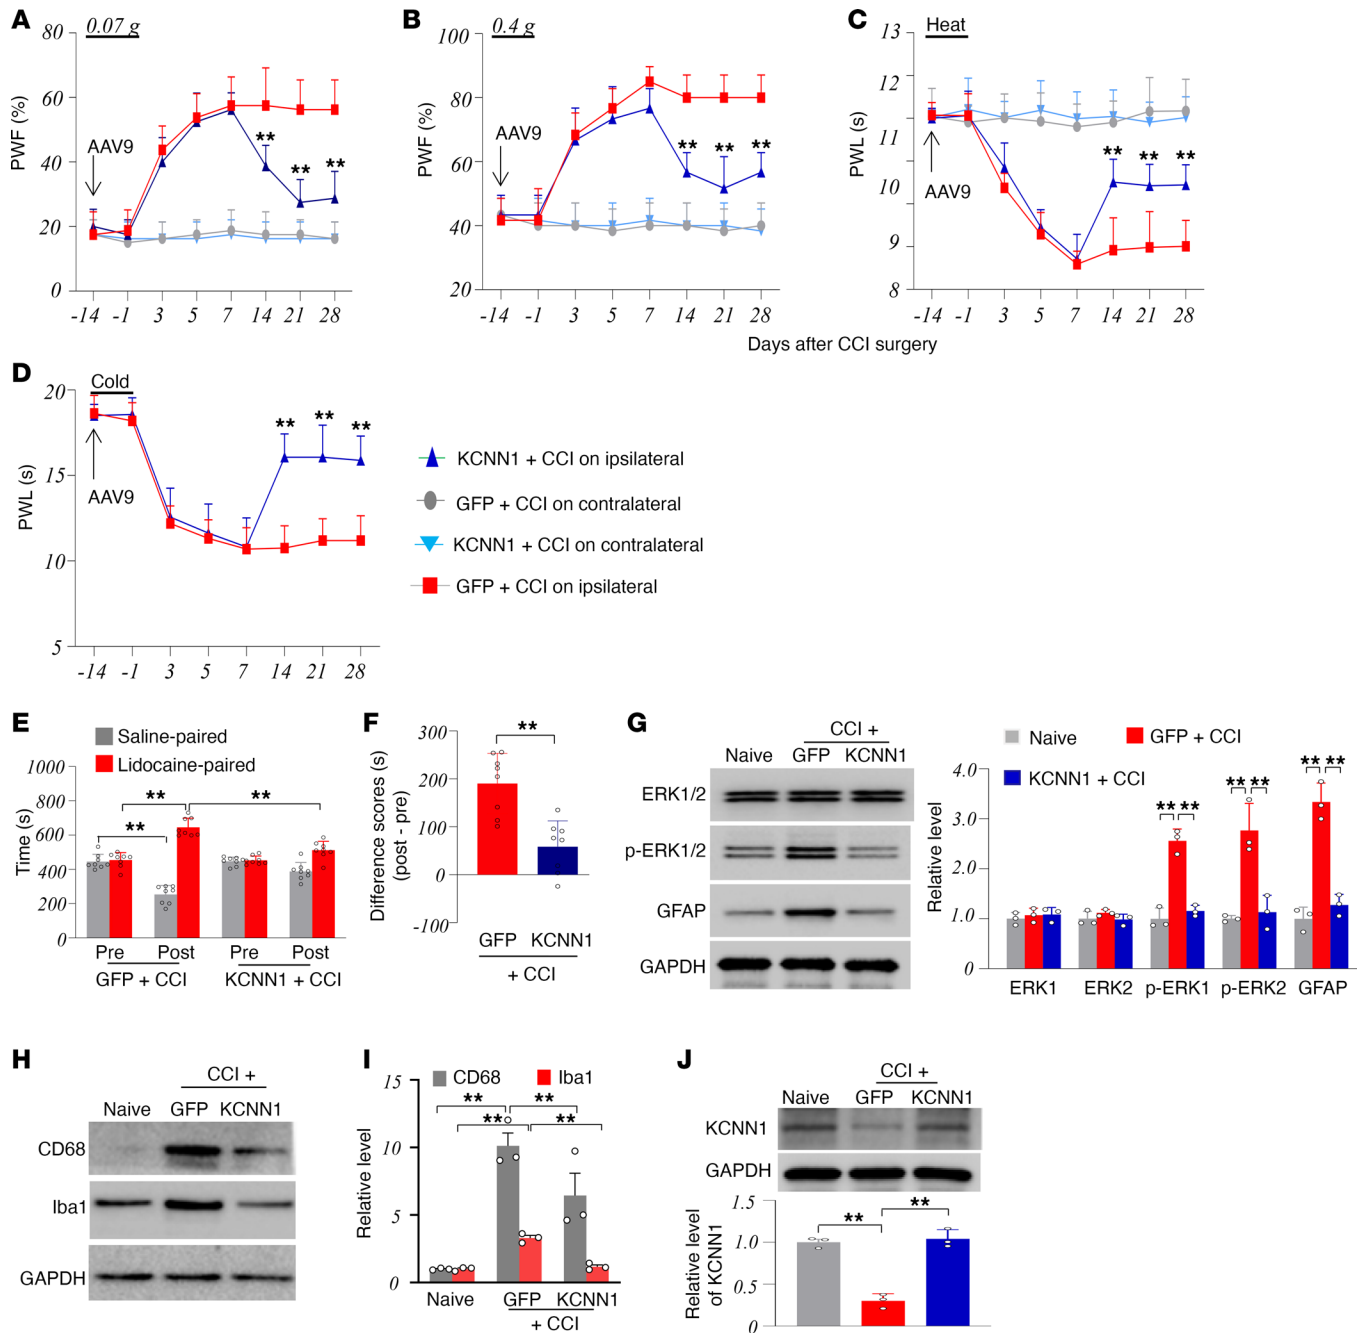 A
0.07 g
80
60
40
20
0
PWF (%)
AAV9
**
**
**
-14 -1 3 5 7 14 21 28
B
0.4 g
100
80
60
40
20
PWF (%)
AAV9
**
**
**
-14 -1 3 5 7 14 21 28
C
Heat
13
12
11
10
9
8
PWL (s)
AAV9
**
**
**
-14 -1 3 5 7 14 21 28
Days after CCI surgery
D
Cold
20
15
10
5
PWL (s)
AAV9
**
**
**
-14 -1 3 5 7 14 21 28
KCNN1 + CCI on ipsilateral
GFP + CCI on contralateral
KCNN1 + CCI on contralateral
GFP + CCI on ipsilateral
E
Saline-paired
Lidocaine-paired
1000
800
600
400
200
0
Time (s)
**
**
**
Pre Post Pre Post
GFP + CCI KCNN1 + CCI
F
300
200
100
0
-100
Difference scores (s)
(post - pre)
**
GFP KCNN1
+ CCI
G
CCI +
Naive GFP KCNN1
ERK1/2
p-ERK1/2
GFAP
GAPDH
Naive
GFP + CCI
KCNN1 + CCI
4.0
3.0
2.0
1.0
0
Relative level
** **
** **
** **
ERK1 ERK2 p-ERK1 p-ERK2 GFAP
H
CCI +
Naive GFP KCNN1
CD68
Iba1
GAPDH
I
CD68 Iba1
15
10
5
0
Relative level
** **
** **
Naive GFP KCNN1
+ CCI
J
CCI +
Naive GFP KCNN1
KCNN1
GAPDH
1.5
1.0
0.5
0
Relative level
of KCNN1
** **